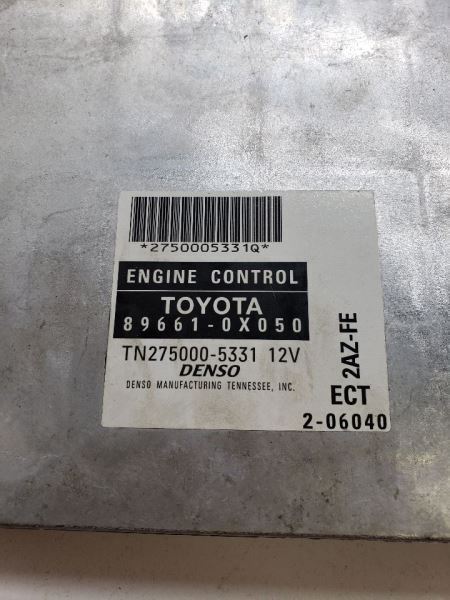 *2750005331Q*
ENGINE CONTROL
TOYOTA
89661-0X050
TN275000-5331 12V
DENSO
DENSO MANUFACTURING TENNESSEE, INC.
2AZ-FE
ECT
2-06040